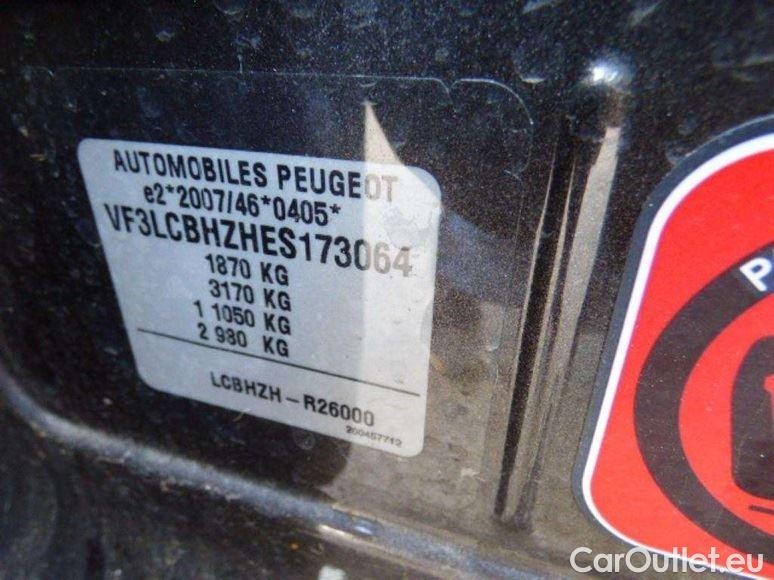 AUTOMOBILES PEUGEOT
e2*2007/46*0405*
VF3LCBHZHES173064
1870 KG
3170 KG
1 1050 KG
2 980 KG
LCBHZH – R26000
200457712
P
CarOutlet.eu